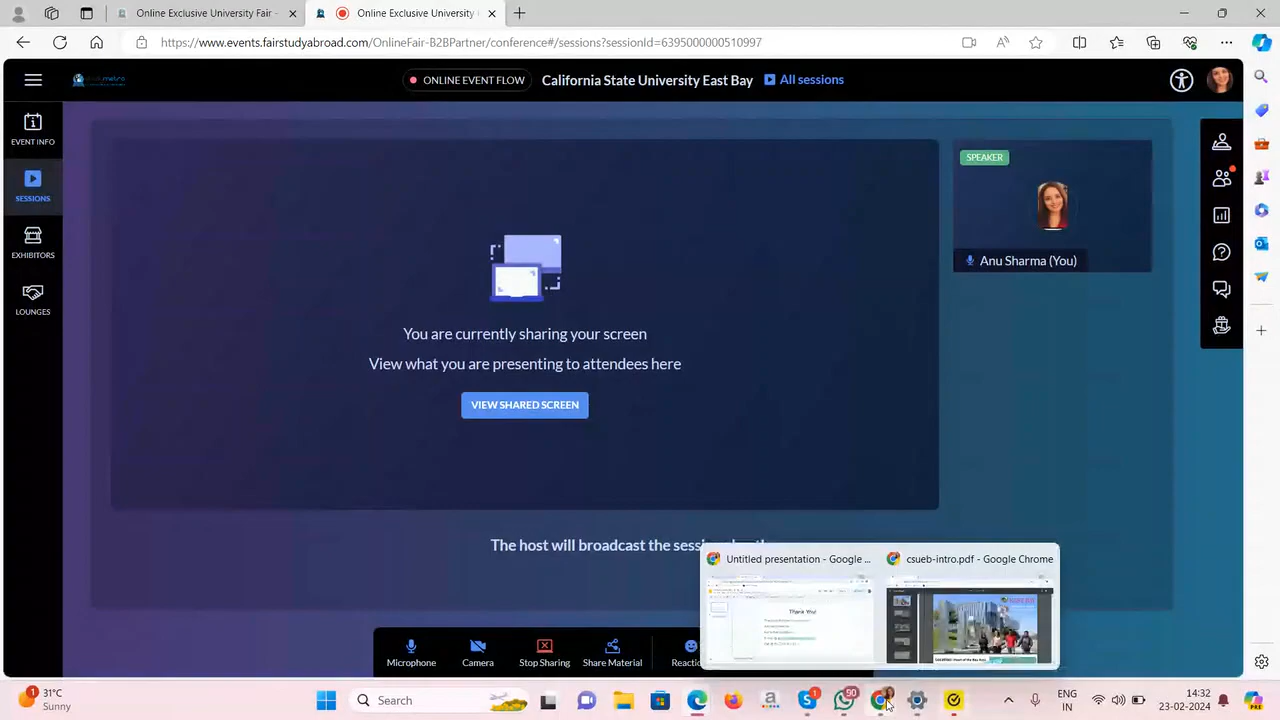 Online Exclusive University Fair -
Online Exclusive University
https://www.events.fairstudyabroad.com/OnlineFair-B2BPartner/conference#/sessions?sessionId=6395000000510997
ONLINE EVENT FLOW
California State University East Bay
All sessions
EVENT INFO
SESSIONS
EXHIBITORS
LOUNGES
SPEAKER
Anu Sharma (You)
You are currently sharing your screen
View what you are presenting to attendees here
VIEW SHARED SCREEN
The host will broadcast the
Untitled presentation - Google ...
csueb-intro.pdf - Google Chrome
Thank You!
Microphone
Camera
Stop Sharing
Share Material
31°C
Sunny
1
Search
1
90
ENG
IN
14:32
23-02-2024